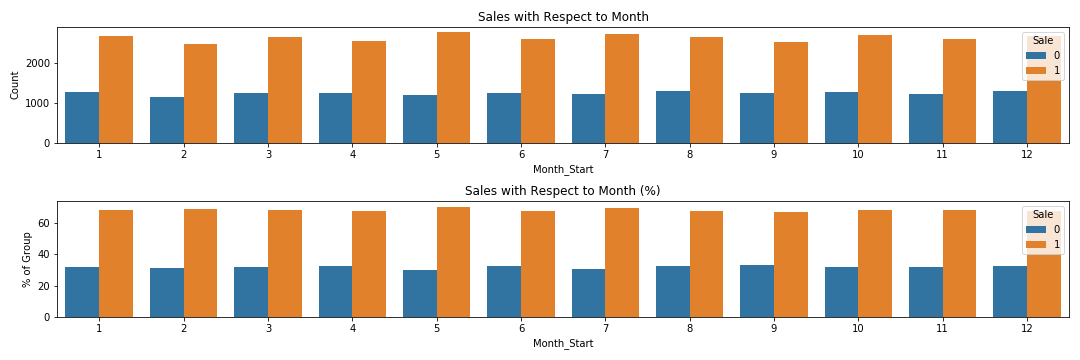 Sales with Respect to Month
Count
2000
1000
0
Sale
0
1
1 2 3 4 5 6 7 8 9 10 11 12
Month_Start
Sales with Respect to Month (%)
% of Group
60
40
20
0
Sale
0
1
1 2 3 4 5 6 7 8 9 10 11 12
Month_Start